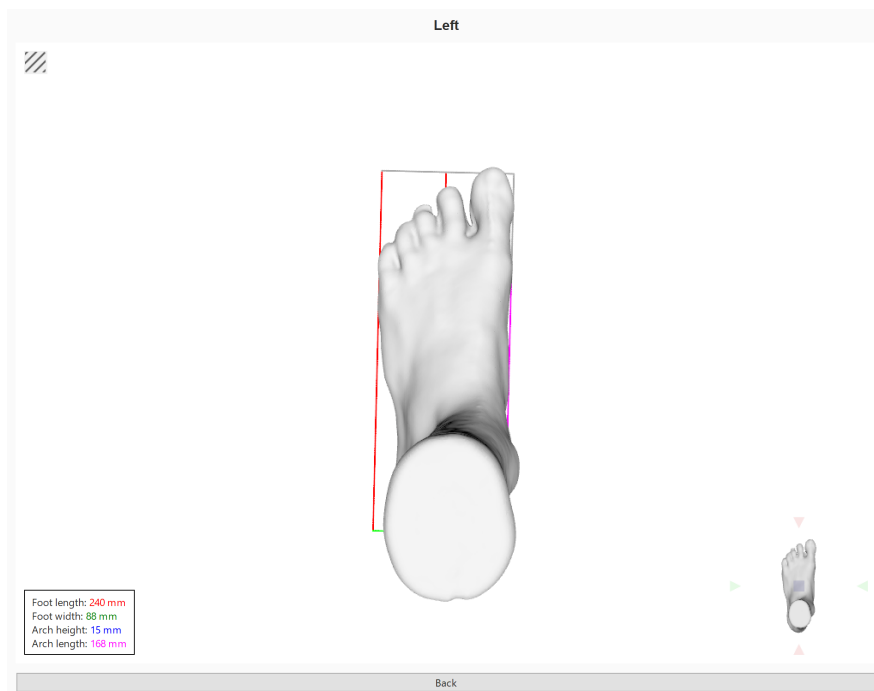 Left
Foot length: 240 mm
Foot width: 88 mm
Arch height: 15 mm
Arch length: 168 mm
Back